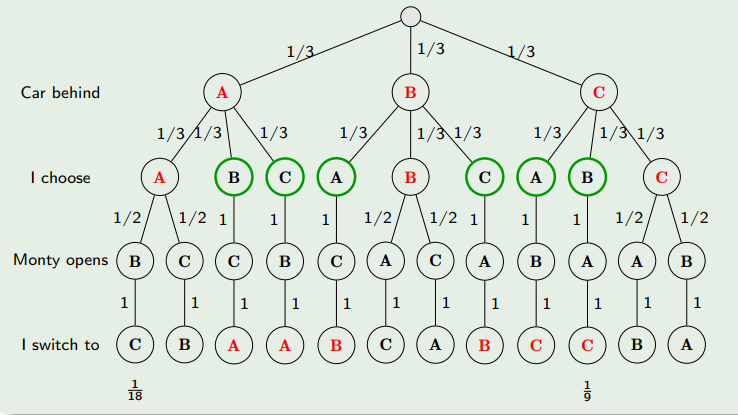 1/3 1/3 1/3
Car behind A B C
1/3 1/3 1/3 1/3 1/3 1/3 1/3 1/3 1/3
I choose A B C A B C A B C
1/2 1/2 1 1 1 1/2 1/2 1 1 1 1/2 1/2
Monty opens B C C B C A C A B A A B
1 1 1 1 1 1 1 1 1 1 1 1
I switch to C B A A B C A B C C B A
1/18 1/9